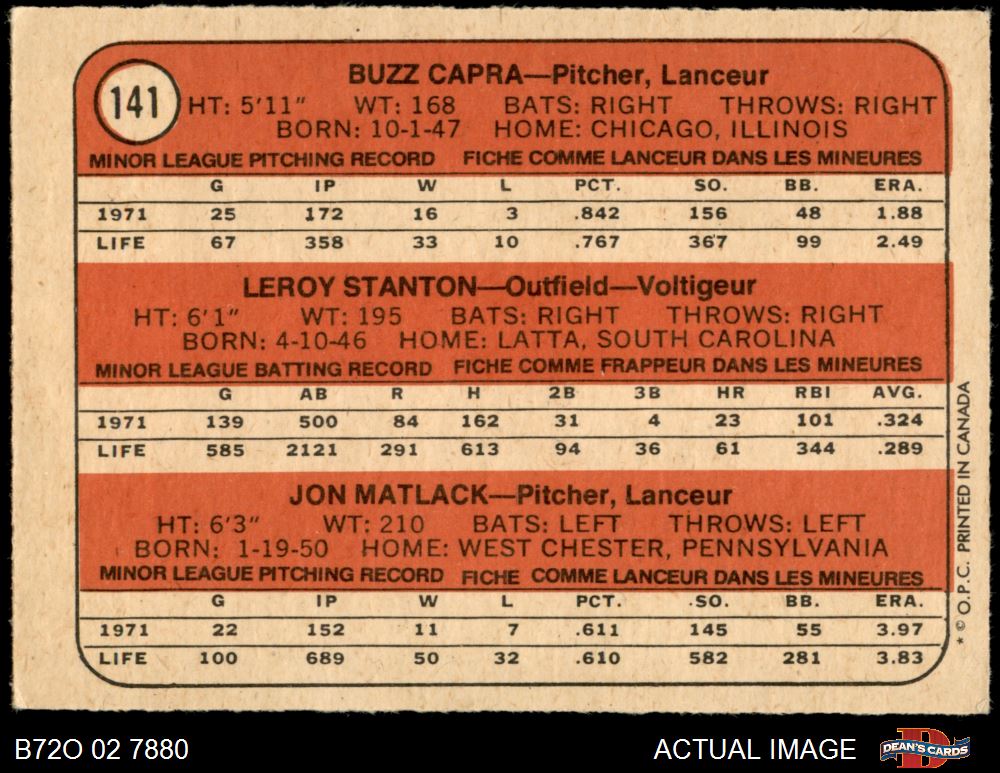 141
BUZZ CAPRA—Pitcher, Lanceur
HT: 5'11" WT: 168 BATS: RIGHT THROWS: RIGHT
BORN: 10-1-47 HOME: CHICAGO, ILLINOIS
MINOR LEAGUE PITCHING RECORD FICHE COMME LANCEUR DANS LES MINEURES
G IP W L PCT. SO. BB. ERA.
1971 25 172 16 3 .842 156 48 1.88
LIFE 67 358 33 10 .767 367 99 2.49
LEROY STANTON—Outfield—Voltigeur
HT: 6'1" WT: 195 BATS: RIGHT THROWS: RIGHT
BORN: 4-10-46 HOME: LATTA, SOUTH CAROLINA
MINOR LEAGUE BATTING RECORD FICHE COMME FRAPPEUR DANS LES MINEURES
G AB R H 2B 3B HR RBI AVG.
1971 139 500 84 162 31 4 23 101 .324
LIFE 585 2121 291 613 94 36 61 344 .289
JON MATLACK—Pitcher, Lanceur
HT: 6'3" WT: 210 BATS: LEFT THROWS: LEFT
BORN: 1-19-50 HOME: WEST CHESTER, PENNSYLVANIA
MINOR LEAGUE PITCHING RECORD FICHE COMME LANCEUR DANS LES MINEURES
G IP W L PCT. SO. BB. ERA.
1971 22 152 11 7 .611 145 55 3.97
LIFE 100 689 50 32 .610 582 281 3.83
* © O.P.C. PRINTED IN CANADA
B72O 02 7880
ACTUAL IMAGE
DEAN'S CARDS